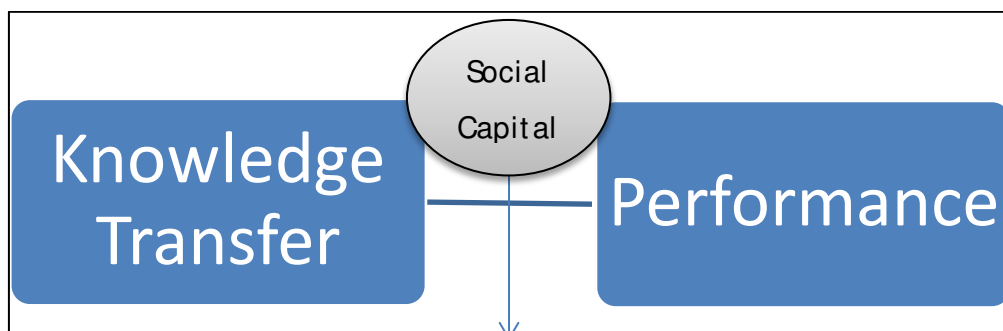 Social
Capital
Knowledge
Transfer
Performance